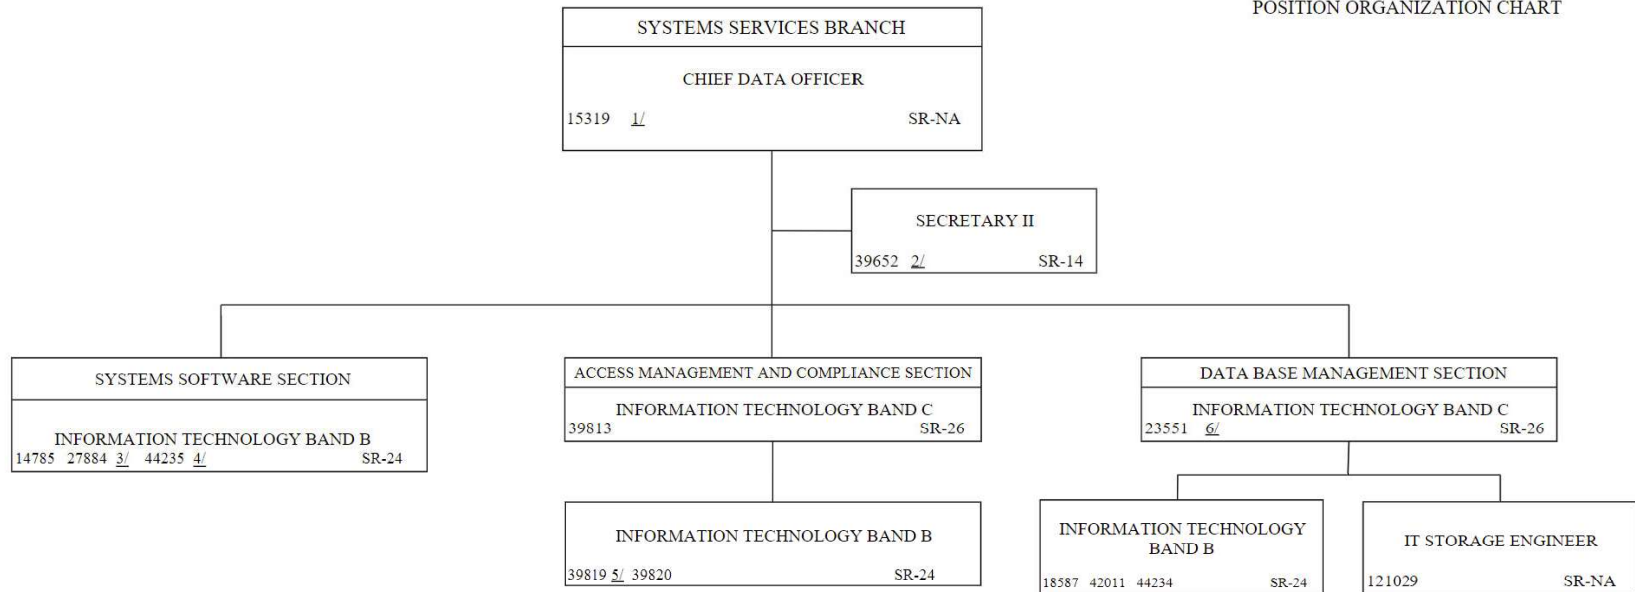 POSITION ORGANIZATION CHART
SYSTEMS SERVICES BRANCH
CHIEF DATA OFFICER
15319 1/ SR-NA
SECRETARY II
39652 2/ SR-14
SYSTEMS SOFTWARE SECTION
INFORMATION TECHNOLOGY BAND B
14785 27884 3/ 44235 4/ SR-24
ACCESS MANAGEMENT AND COMPLIANCE SECTION
INFORMATION TECHNOLOGY BAND C
39813 SR-26
INFORMATION TECHNOLOGY BAND B
39819 5/ 39820 SR-24
DATA BASE MANAGEMENT SECTION
INFORMATION TECHNOLOGY BAND C
23551 6/ SR-26
INFORMATION TECHNOLOGY
BAND B
18587 42011 44234 SR-24
IT STORAGE ENGINEER
121029 SR-NA